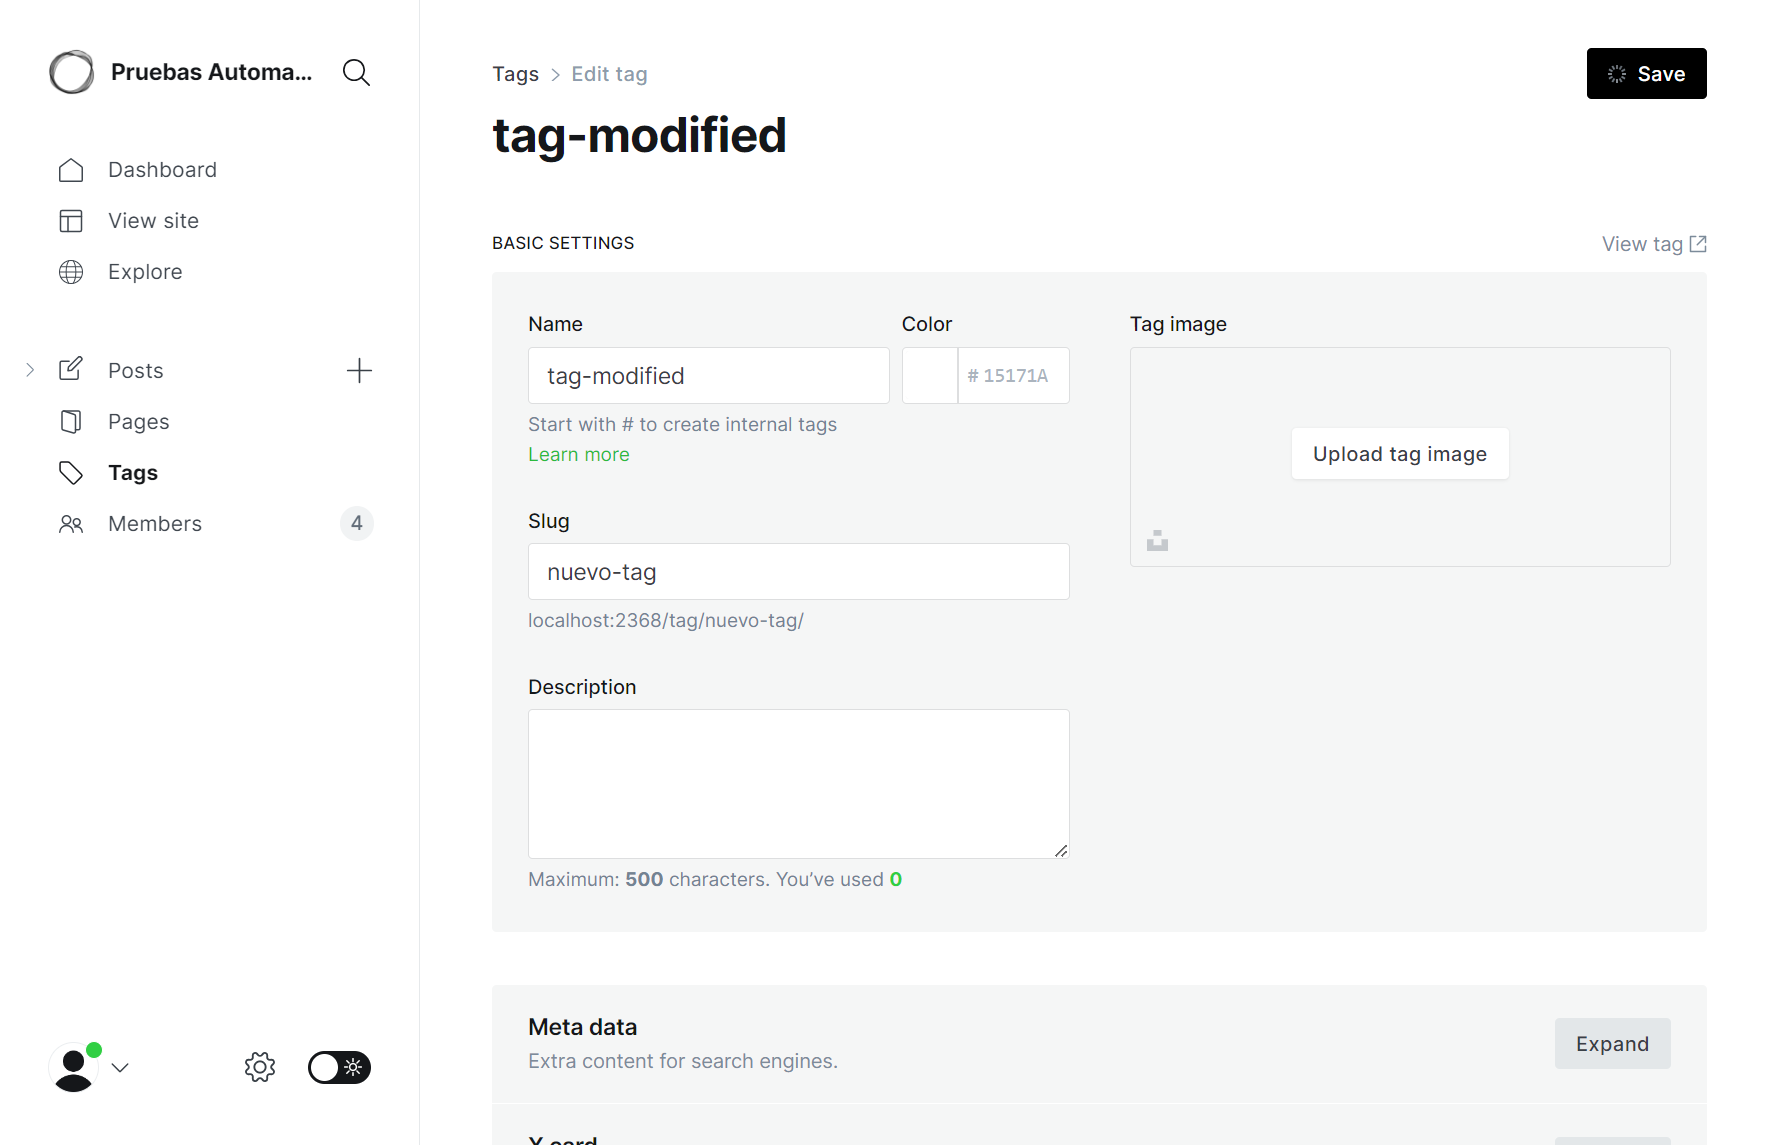 Pruebas Automa...
Dashboard
View site
Explore
Posts
Pages
Tags
Members
4
Tags > Edit tag
Save
tag-modified
BASIC SETTINGS
View tag
Name
tag-modified
Start with # to create internal tags
Learn more
Color
# 15171A
Slug
nuevo-tag
localhost:2368/tag/nuevo-tag/
Description
Maximum: 500 characters. You’ve used 0
Tag image
Upload tag image
Meta data
Extra content for search engines.
Expand
X card